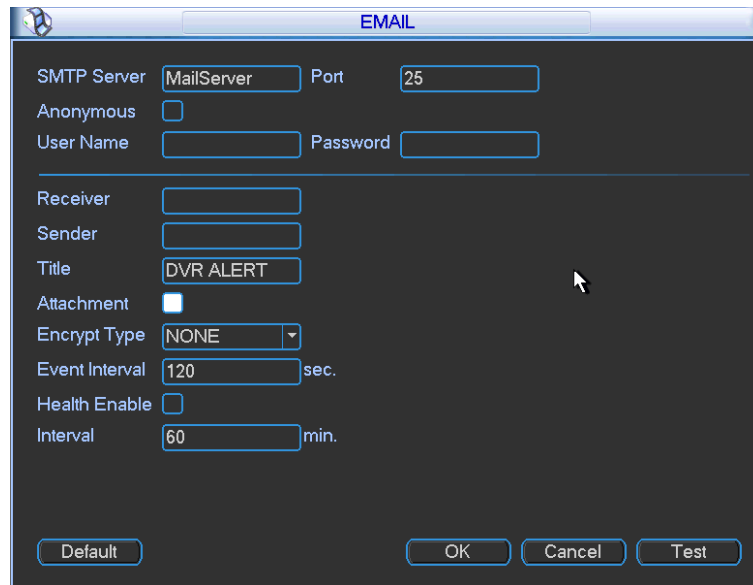 EMAIL
SMTP Server MailServer Port 25
Anonymous
User Name Password
Receiver
Sender
Title DVR ALERT
Attachment
Encrypt Type NONE
Event Interval 120 sec.
Health Enable
Interval 60 min.
Default OK Cancel Test